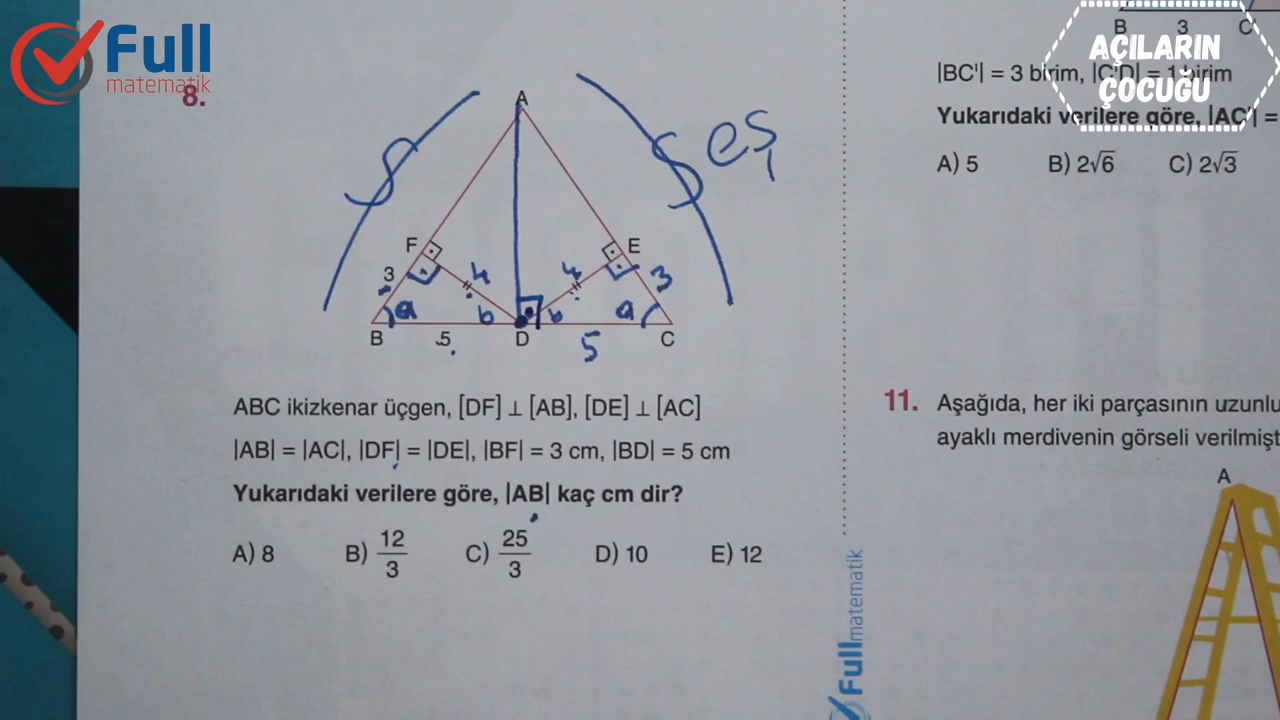 Full
matematik
AÇILARIN
ÇOCUĞU
8.
A
eş
F
E
3
4
4
3
a
b
b
a
B
5
D
5
C
ABC ikizkenar üçgen, [DF] ⊥ [AB], [DE] ⊥ [AC]
|AB| = |AC|, |DF| = |DE|, |BF| = 3 cm, |BD| = 5 cm
Yukarıdaki verilere göre, |AB| kaç cm dir?
A) 8 B) 12/3 C) 25/3 D) 10 E) 12
B 3 C
|BC'| = 3 birim, |C'D| = 1 birim
Yukarıdaki verilere göre, |AC'| =
A) 5 B) 2√6 C) 2√3
11. Aşağıda, her iki parçasının uzunlu
ayaklı merdivenin görseli verilmişt
A
Full matematik